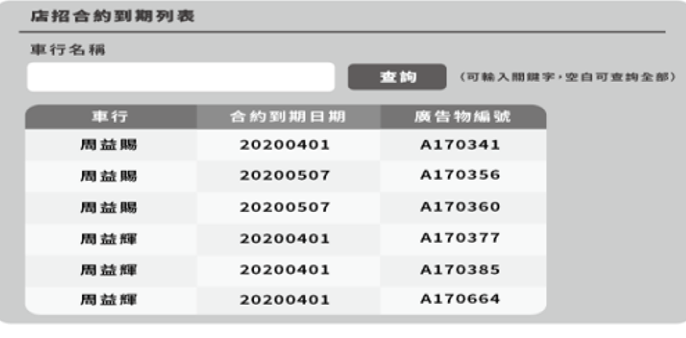 店招合約到期列表
車行名稱
查詢 (可輸入關鍵字,空白可查詢全部)
車行 合約到期日期 廣告物編號
周益賜 20200401 A170341
周益賜 20200507 A170356
周益賜 20200507 A170360
周益輝 20200401 A170377
周益輝 20200401 A170385
周益輝 20200401 A170664